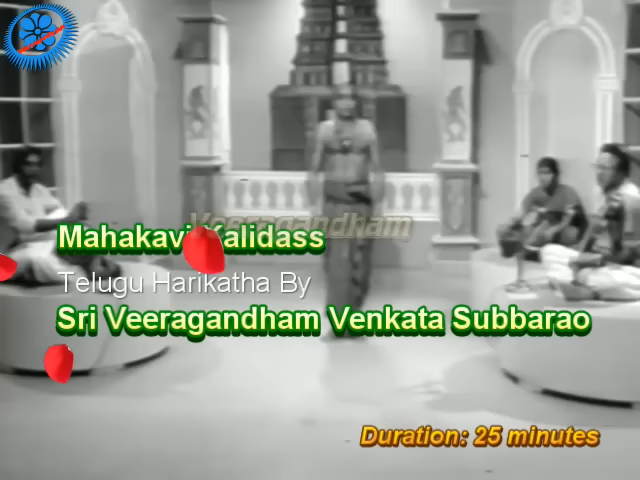 Veeragandham
Mahakavi Kalidass
Telugu Harikatha By
Sri Veeragandham Venkata Subbarao
Duration: 25 minutes